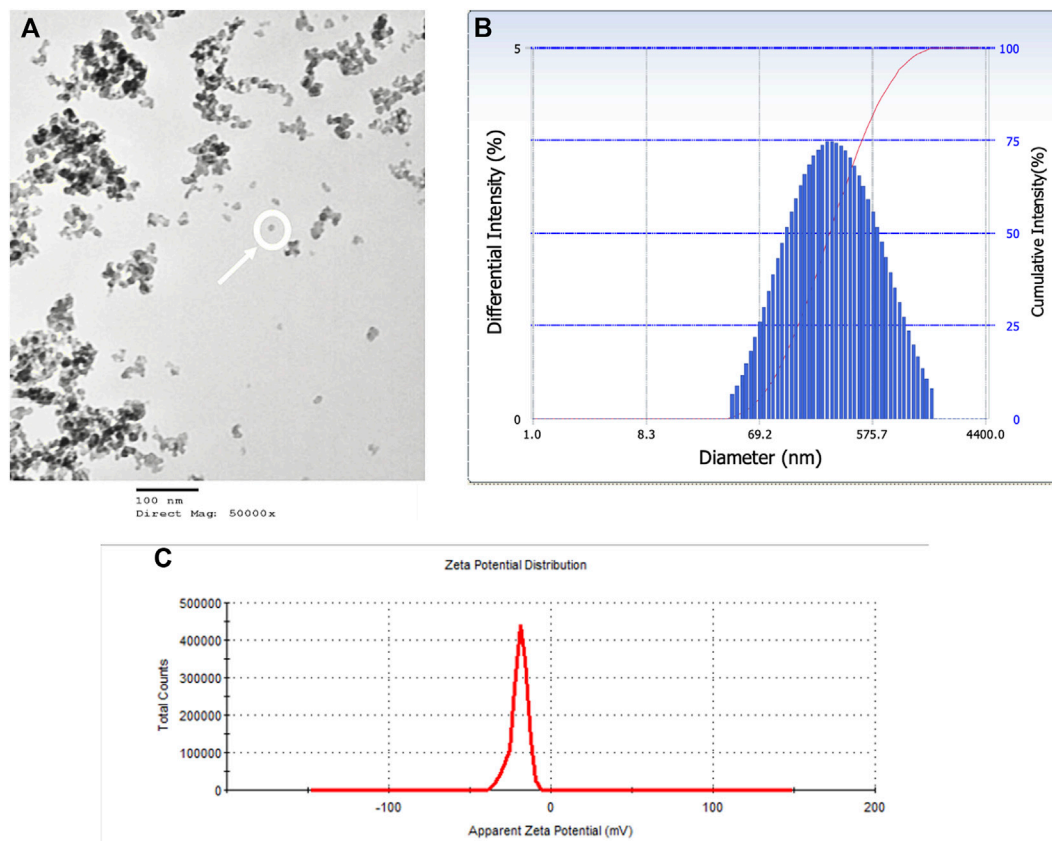 A
100 nm
Direct Mag: 50000x
B
Differential Intensity (%)
5
0
Cumulative Intensity(%)
100
75
50
25
0
1.0 8.3 69.2 575.7 4400.0
Diameter (nm)
C
Zeta Potential Distribution
Total Counts
500000
400000
300000
200000
100000
0
-100 0 100 200
Apparent Zeta Potential (mV)